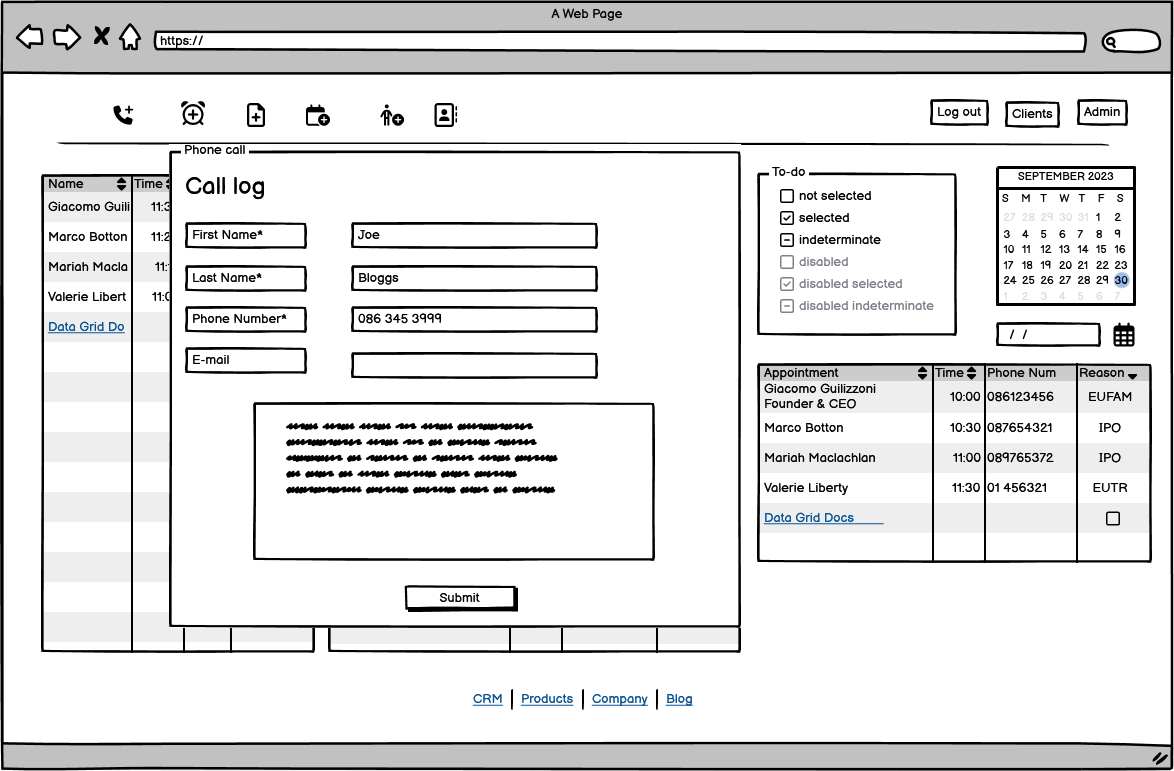 A Web Page
https://
Log out
Clients
Admin
Phone call
Call log
First Name*
Joe
Last Name*
Bloggs
Phone Number*
086 345 3999
E-mail
Submit
Name Time
Giacomo Guili 11:3
Marco Botton 11:2
Mariah Macla 11:
Valerie Libert 11:0
Data Grid Do
To-do
not selected
selected
indeterminate
disabled
disabled selected
disabled indeterminate
SEPTEMBER 2023
S M T W T F S
27 28 29 30 31 1 2
3 4 5 6 7 8 9
10 11 12 13 14 15 16
17 18 19 20 21 22 23
24 25 26 27 28 29 30
1 2 3 4 5 6 7
/ /
Appointment Time Phone Num Reason
Giacomo Guilizzoni
Founder & CEO 10:00 086123456 EUFAM
Marco Botton 10:30 087654321 IPO
Mariah Maclachlan 11:00 089765372 IPO
Valerie Liberty 11:30 01 456321 EUTR
Data Grid Docs
CRM Products Company Blog